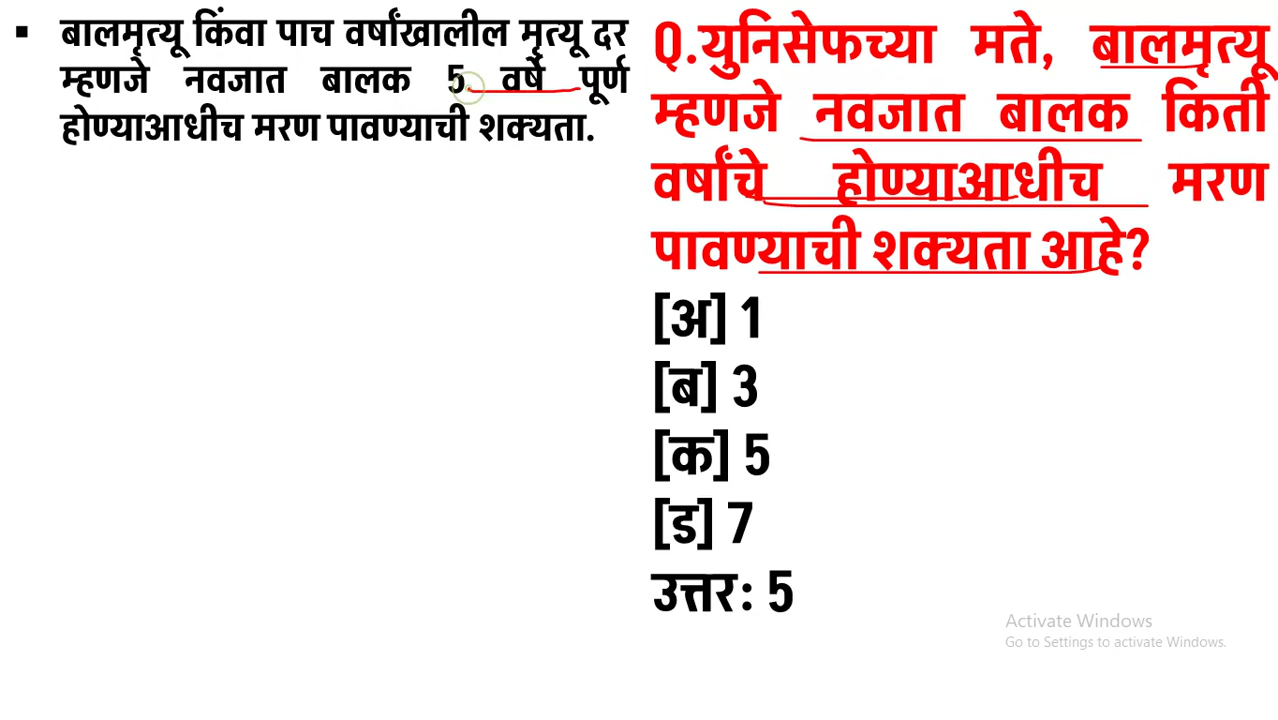 ▪ बालमृत्यू किंवा पाच वर्षांखालील मृत्यू दर
म्हणजे नवजात बालक 5 वर्षे पूर्ण
होण्याआधीच मरण पावण्याची शक्यता.
Q.युनिसेफच्या मते, बालमृत्यू
म्हणजे नवजात बालक किती
वर्षांचे होण्याआधीच मरण
पावण्याची शक्यता आहे?
[अ] 1
[ब] 3
[क] 5
[ड] 7
उत्तर: 5
Activate Windows
Go to Settings to activate Windows.